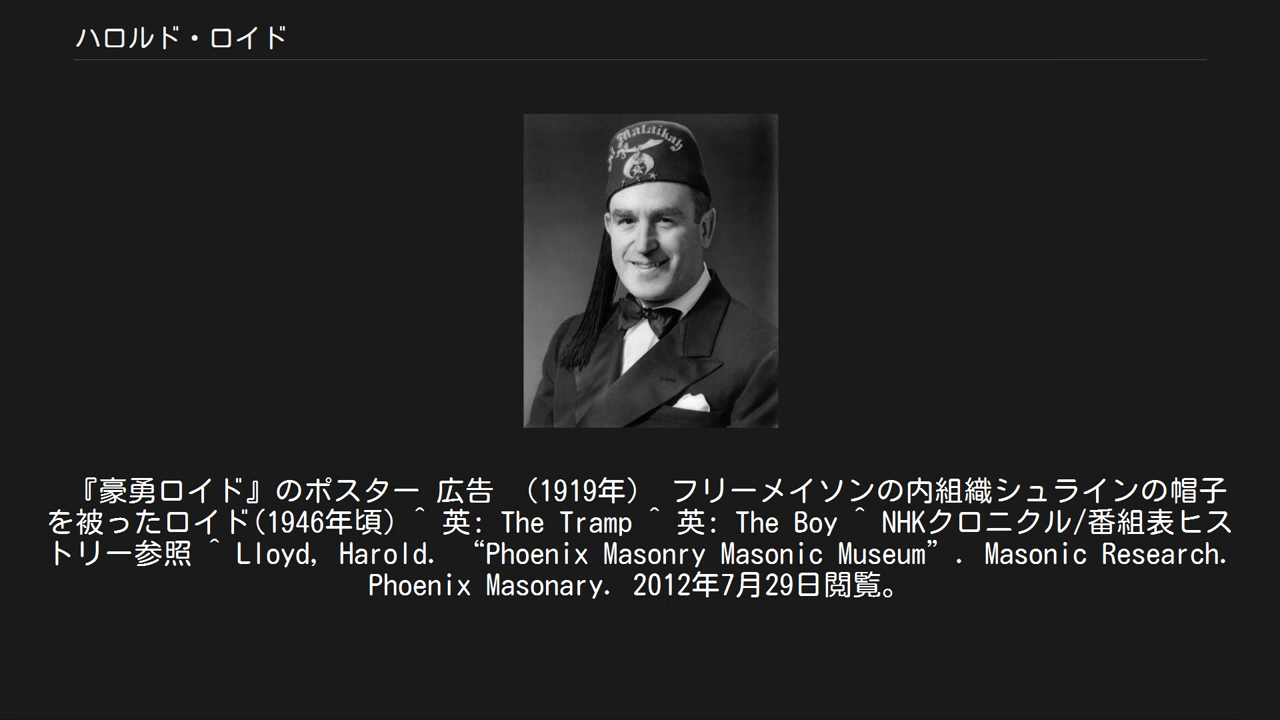 ハロルド・ロイド
Malaikah
『豪勇ロイド』のポスター 広告 （1919年） フリーメイソンの内組織シュラインの帽子
を被ったロイド(1946年頃) ^ 英: The Tramp ^ 英: The Boy ^ NHKクロニクル/番組表ヒス
トリー参照 ^ Lloyd, Harold. “Phoenix Masonry Masonic Museum”. Masonic Research.
Phoenix Masonary. 2012年7月29日閲覧。